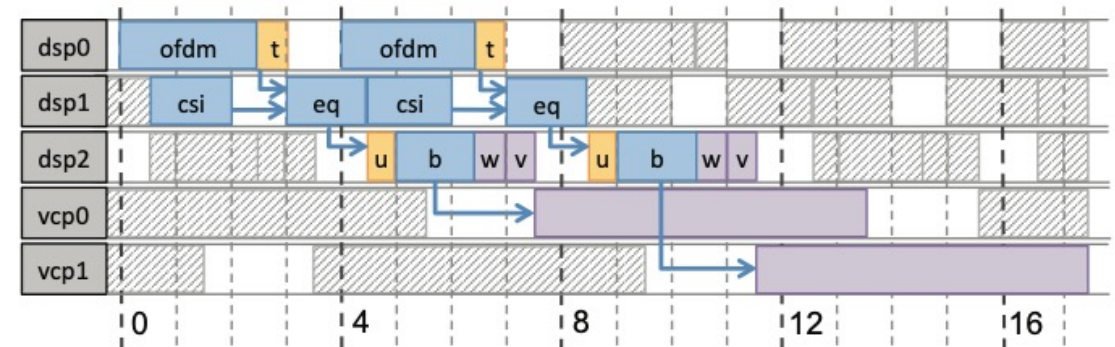 dsp0 ofdm t ofdm t
dsp1 csi eq csi eq
dsp2 u b w v u b w v
vcp0
vcp1
0 4 8 12 16